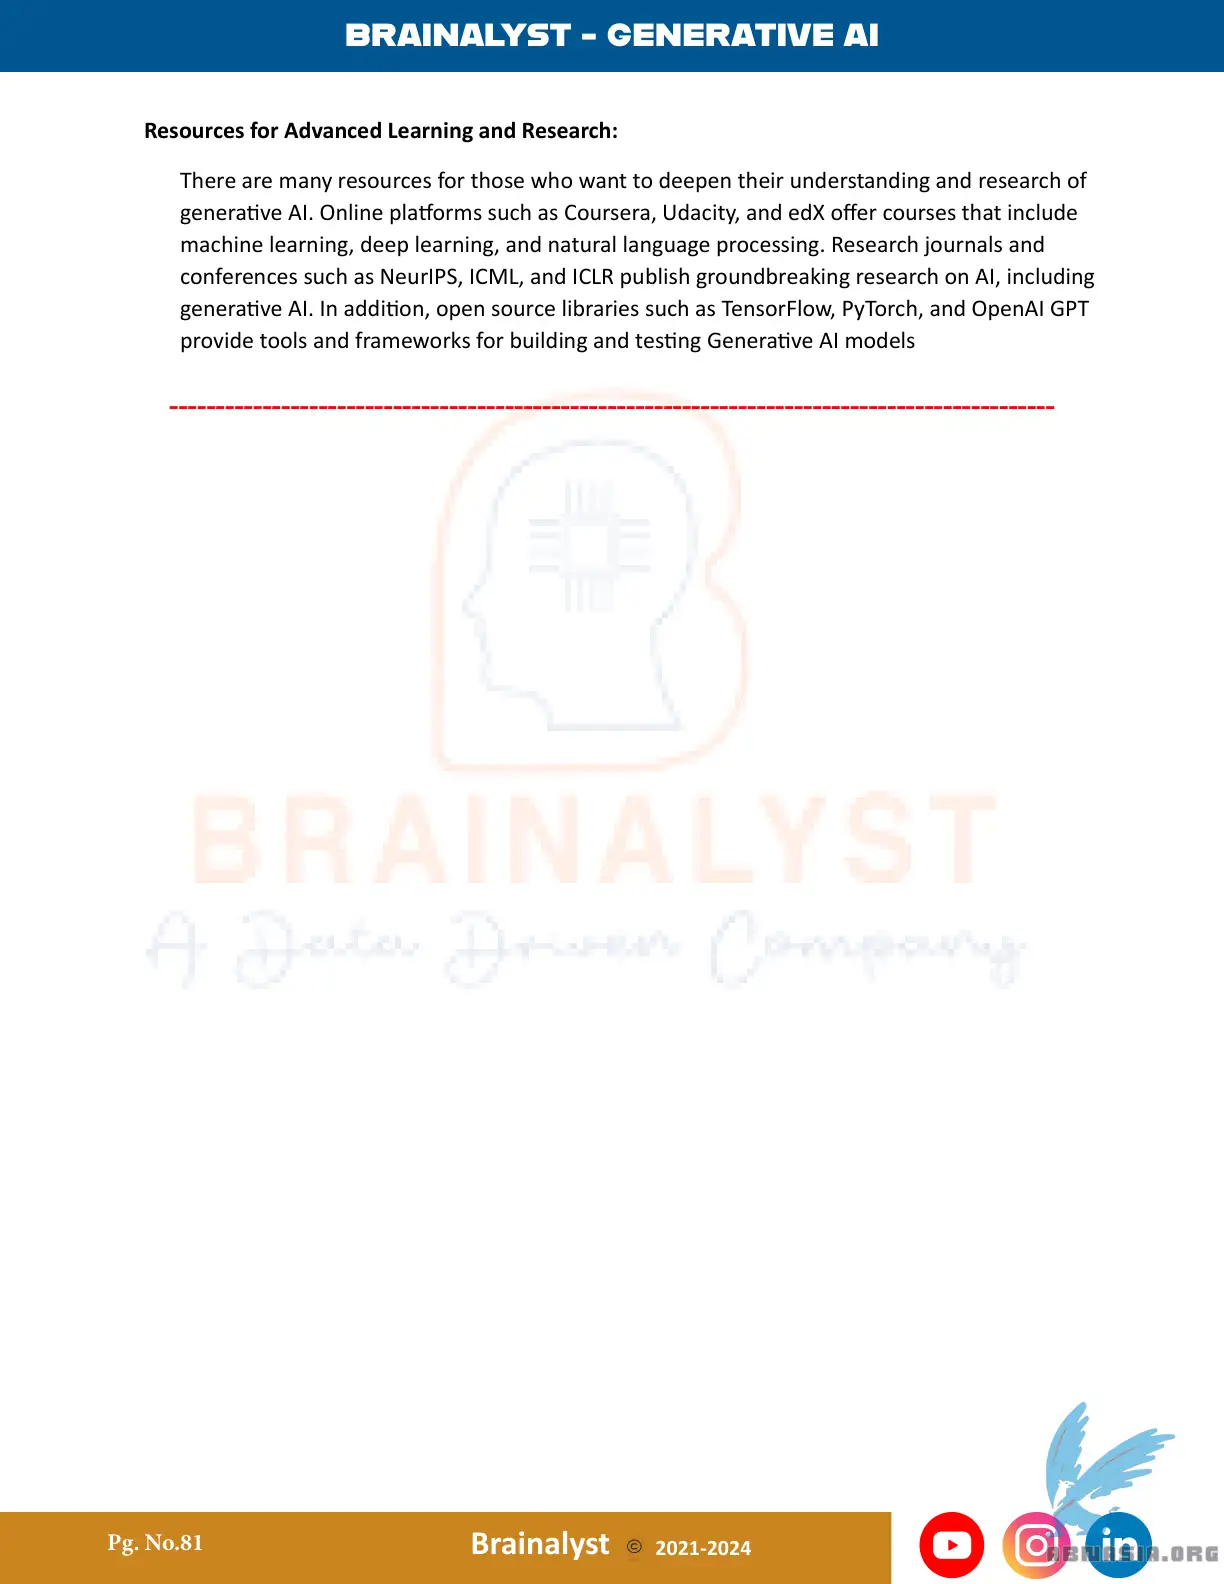 BRAINALYST - GENERATIVE AI
Resources for Advanced Learning and Research:
There are many resources for those who want to deepen their understanding and research of
generative AI. Online platforms such as Coursera, Udacity, and edX offer courses that include
machine learning, deep learning, and natural language processing. Research journals and
conferences such as NeurIPS, ICML, and ICLR publish groundbreaking research on AI, including
generative AI. In addition, open source libraries such as TensorFlow, PyTorch, and OpenAI GPT
provide tools and frameworks for building and testing Generative AI models
BRAINALYST
A Data Driven Company
Pg. No.81
Brainalyst © 2021-2024
in
ABIWASIA.ORG